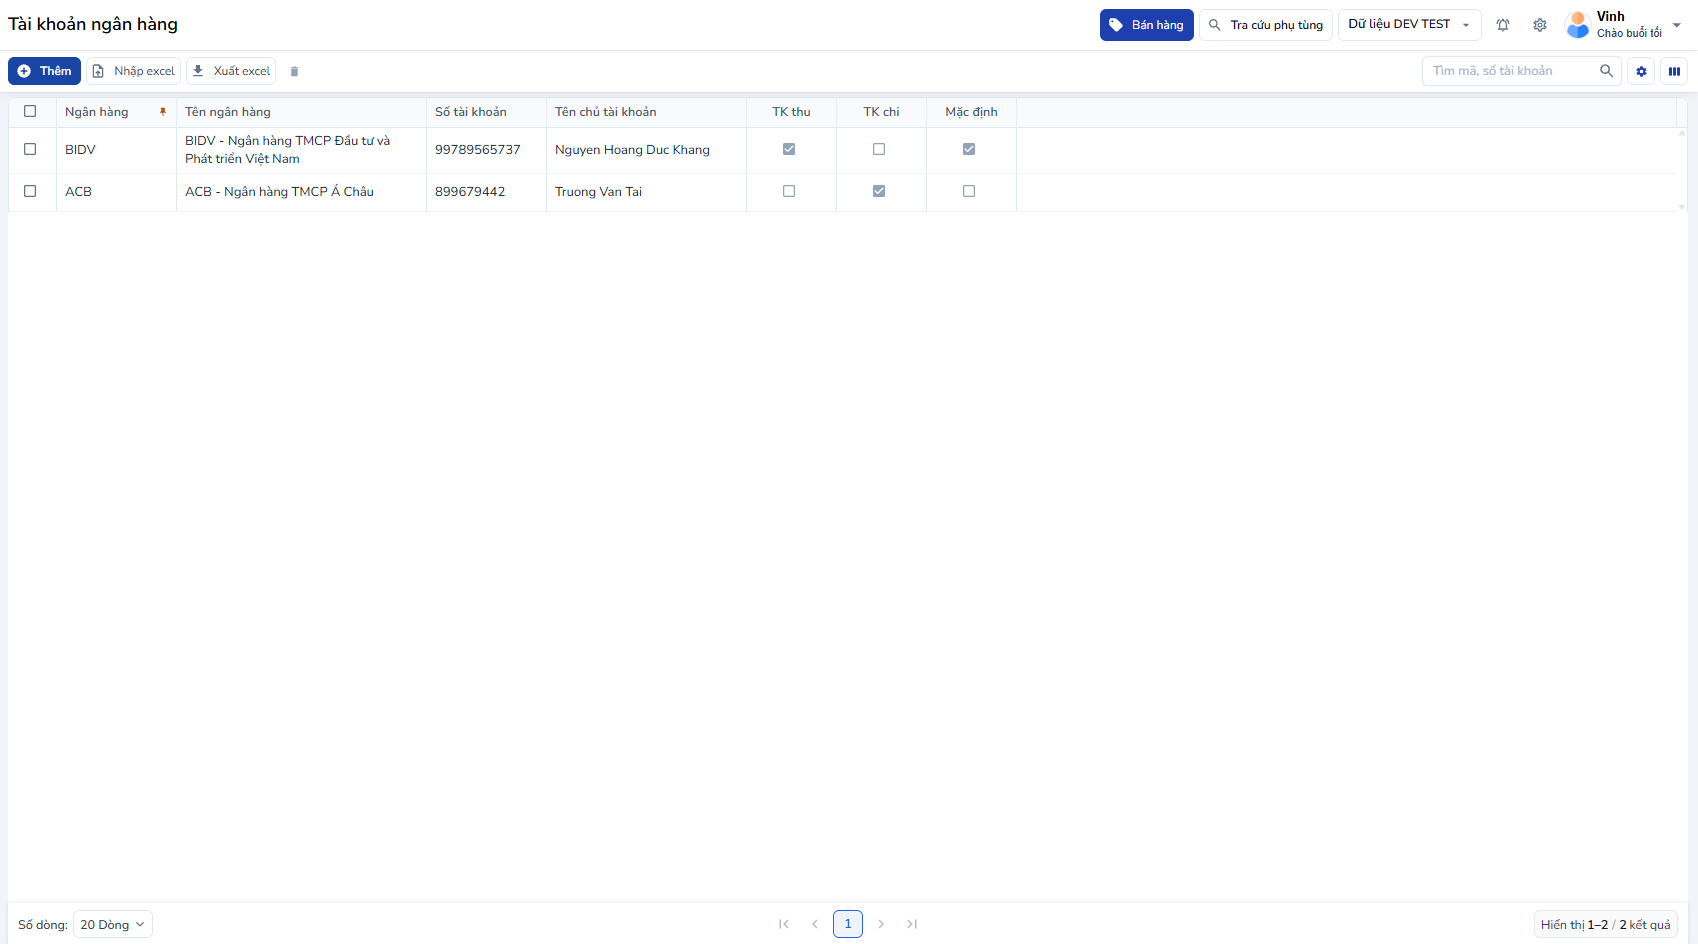 Tài khoản ngân hàng
Bán hàng
Tra cứu phụ tùng
Dữ liệu DEV TEST
Vinh
Chào buổi tối
Thêm
Nhập excel
Xuất excel
Tìm mã, số tài khoản
Ngân hàng
Tên ngân hàng
Số tài khoản
Tên chủ tài khoản
TK thu
TK chi
Mặc định
BIDV
BIDV - Ngân hàng TMCP Đầu tư và
Phát triển Việt Nam
99789565737
Nguyen Hoang Duc Khang
ACB
ACB - Ngân hàng TMCP Á Châu
899679442
Truong Van Tai
Số dòng:
20 Dòng
1
Hiển thị 1–2 / 2 kết quả